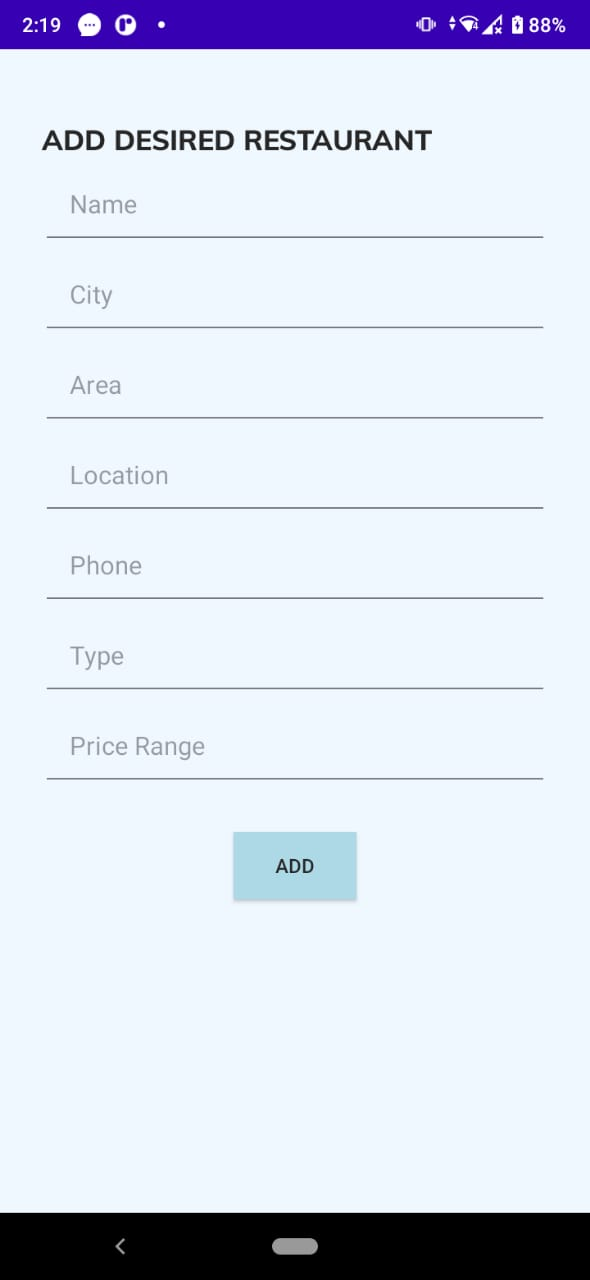 2:19
88%
ADD DESIRED RESTAURANT
Name
City
Area
Location
Phone
Type
Price Range
ADD